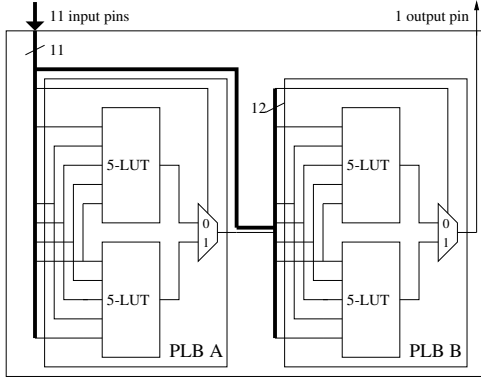 11 input pins
1 output pin
11
12
5-LUT
5-LUT
0
1
0
1
5-LUT
5-LUT
PLB A
PLB B